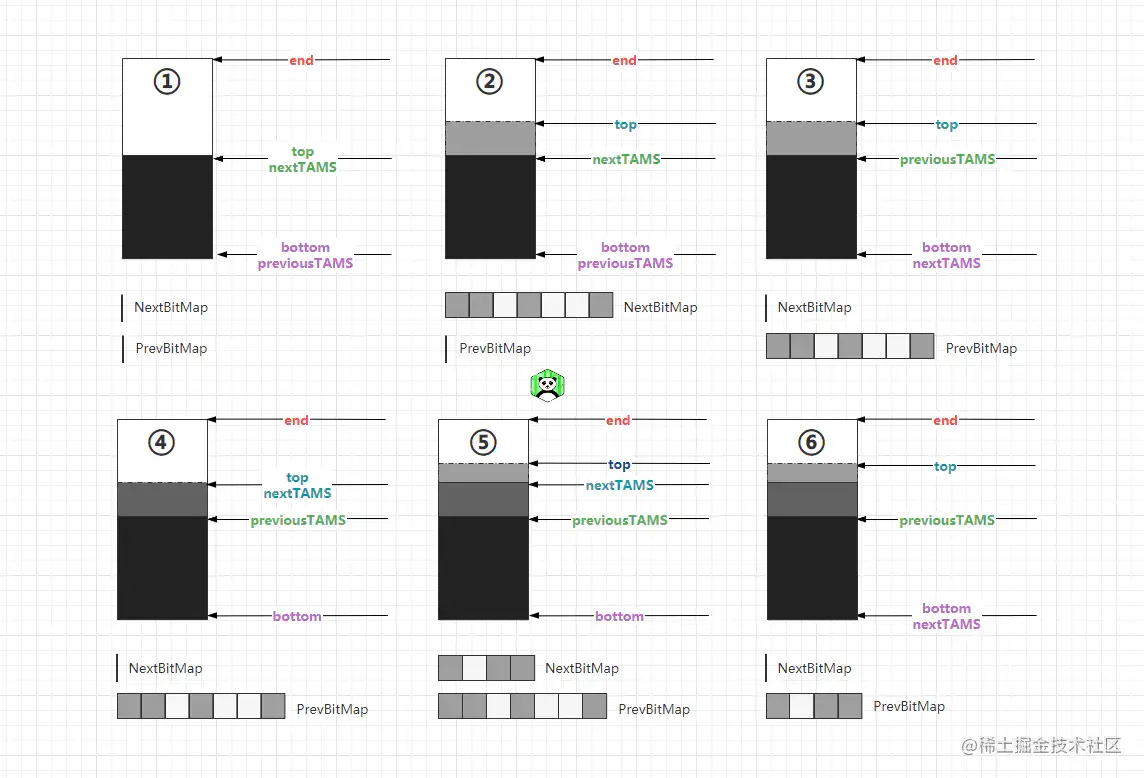 ①
end
top
nextTAMS
bottom
previousTAMS
NextBitMap
PrevBitMap
②
end
top
nextTAMS
bottom
previousTAMS
NextBitMap
PrevBitMap
③
end
top
previousTAMS
bottom
nextTAMS
NextBitMap
PrevBitMap
④
end
top
nextTAMS
previousTAMS
bottom
NextBitMap
PrevBitMap
⑤
end
top
nextTAMS
previousTAMS
bottom
NextBitMap
PrevBitMap
⑥
end
top
previousTAMS
bottom
nextTAMS
NextBitMap
PrevBitMap
@稀土掘金技术社区